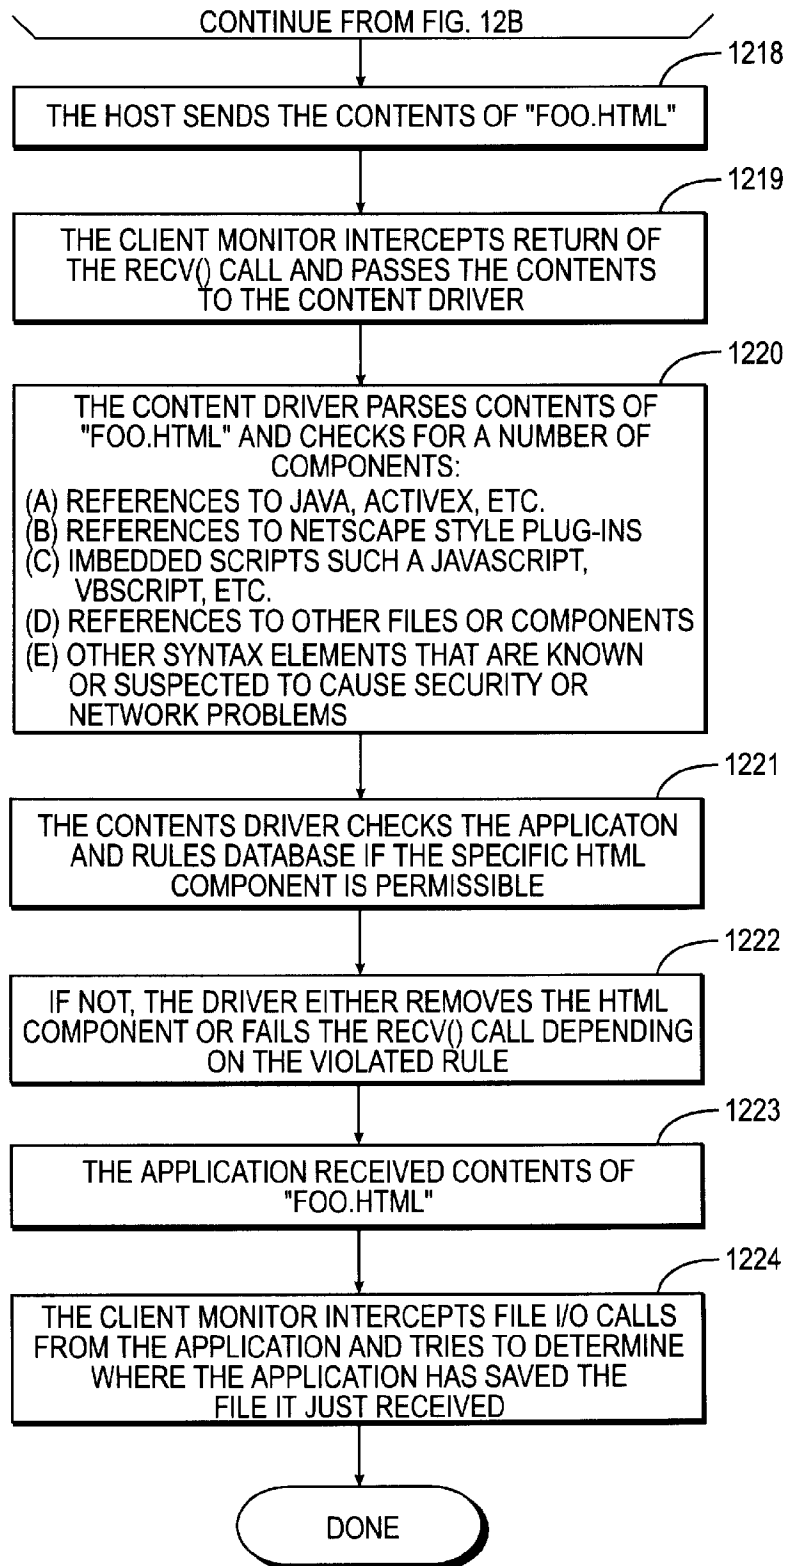 CONTINUE FROM FIG. 12B
1218
THE HOST SENDS THE CONTENTS OF "FOO.HTML"
1219
THE CLIENT MONITOR INTERCEPTS RETURN OF
THE RECV() CALL AND PASSES THE CONTENTS
TO THE CONTENT DRIVER
1220
THE CONTENT DRIVER PARSES CONTENTS OF
"FOO.HTML" AND CHECKS FOR A NUMBER OF
COMPONENTS:
(A) REFERENCES TO JAVA, ACTIVEX, ETC.
(B) REFERENCES TO NETSCAPE STYLE PLUG-INS
(C) IMBEDDED SCRIPTS SUCH A JAVASCRIPT,
VBSCRIPT, ETC.
(D) REFERENCES TO OTHER FILES OR COMPONENTS
(E) OTHER SYNTAX ELEMENTS THAT ARE KNOWN
OR SUSPECTED TO CAUSE SECURITY OR
NETWORK PROBLEMS
1221
THE CONTENTS DRIVER CHECKS THE APPLICATON
AND RULES DATABASE IF THE SPECIFIC HTML
COMPONENT IS PERMISSIBLE
1222
IF NOT, THE DRIVER EITHER REMOVES THE HTML
COMPONENT OR FAILS THE RECV() CALL DEPENDING
ON THE VIOLATED RULE
1223
THE APPLICATION RECEIVED CONTENTS OF
"FOO.HTML"
1224
THE CLIENT MONITOR INTERCEPTS FILE I/O CALLS
FROM THE APPLICATION AND TRIES TO DETERMINE
WHERE THE APPLICATION HAS SAVED THE
FILE IT JUST RECEIVED
DONE